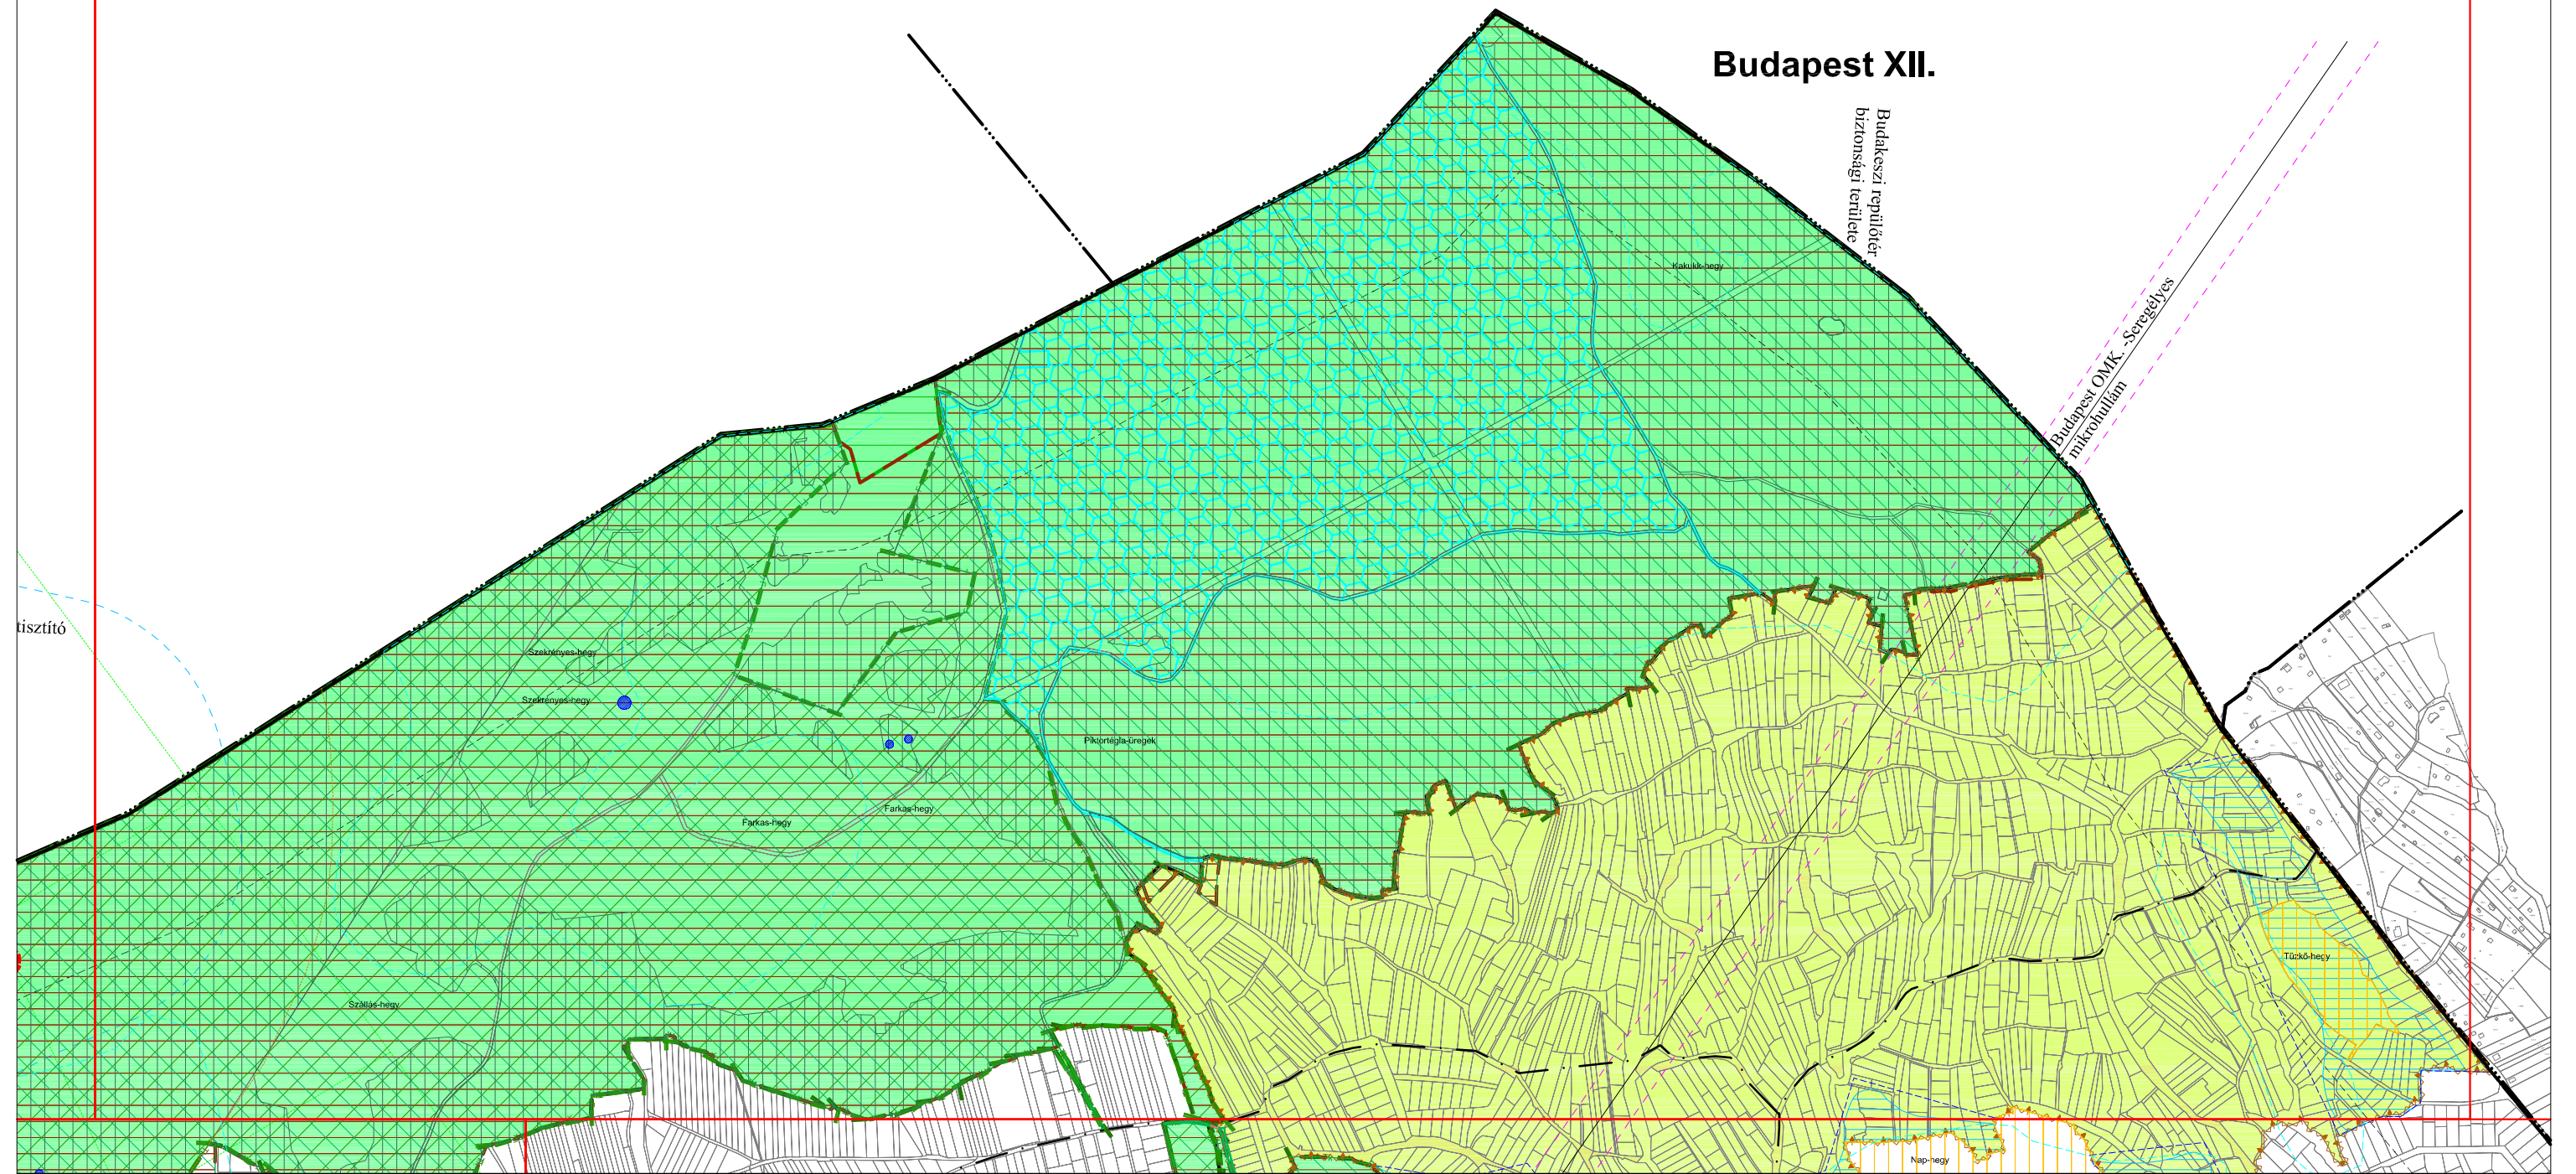 Budapest XII.
Budakeszi repülőtér
biztonsági területe
Kakukk-hegy
Budapest OMK. -Seregélyes
mikrohullám
tisztító
Szekrényes-hegy
Szekrényes-hegy
Piktortégla-üregek
Farkas-hegy
Farkas-hegy
Tűzkő-hegy
Szállás-hegy
Nap-hegy